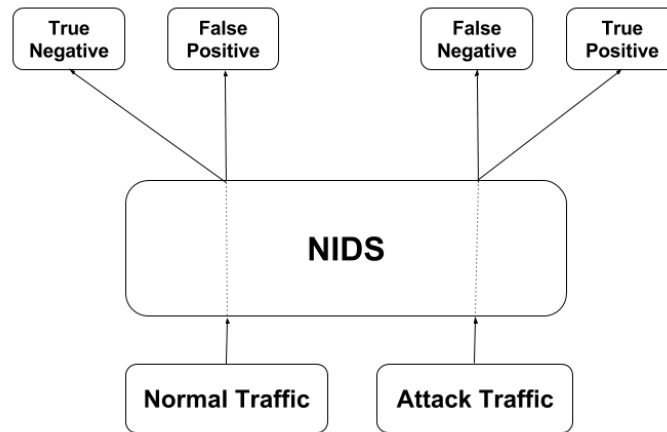 True
Negative
False
Positive
False
Negative
True
Positive
NIDS
Normal Traffic
Attack Traffic